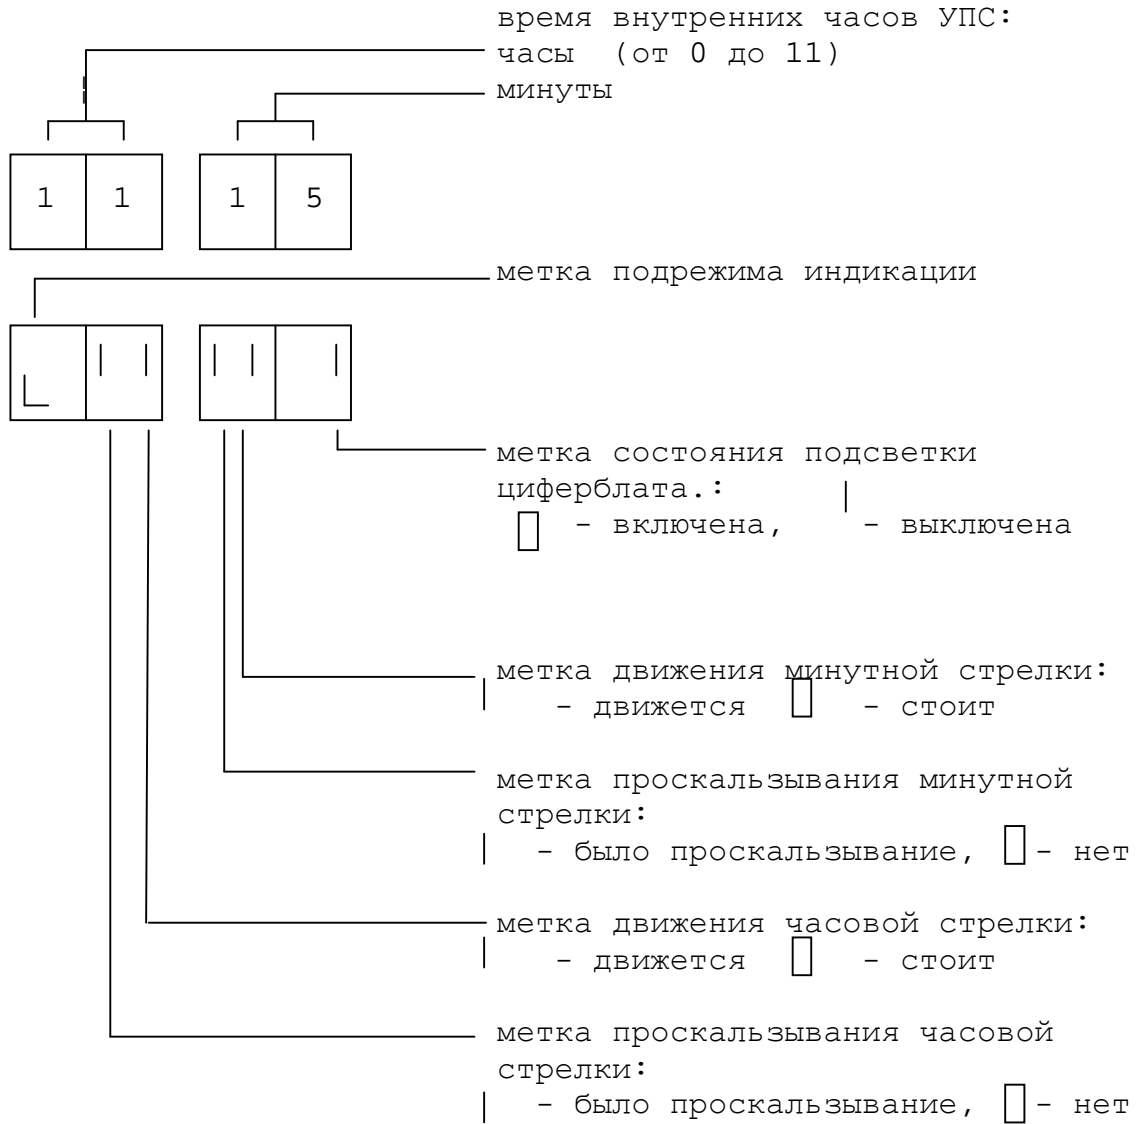 время внутренних часов УПС:
часы (от 0 до 11)
минуты
1 1 1 5
метка подрежима индикации
метка состояния подсветки
циферблата.:
- включена, - выключена
метка движения минутной стрелки:
- движется - стоит
метка проскальзывания минутной
стрелки:
- было проскальзывание, - нет
метка движения часовой стрелки:
- движется - стоит
метка проскальзывания часовой
стрелки:
- было проскальзывание, - нет